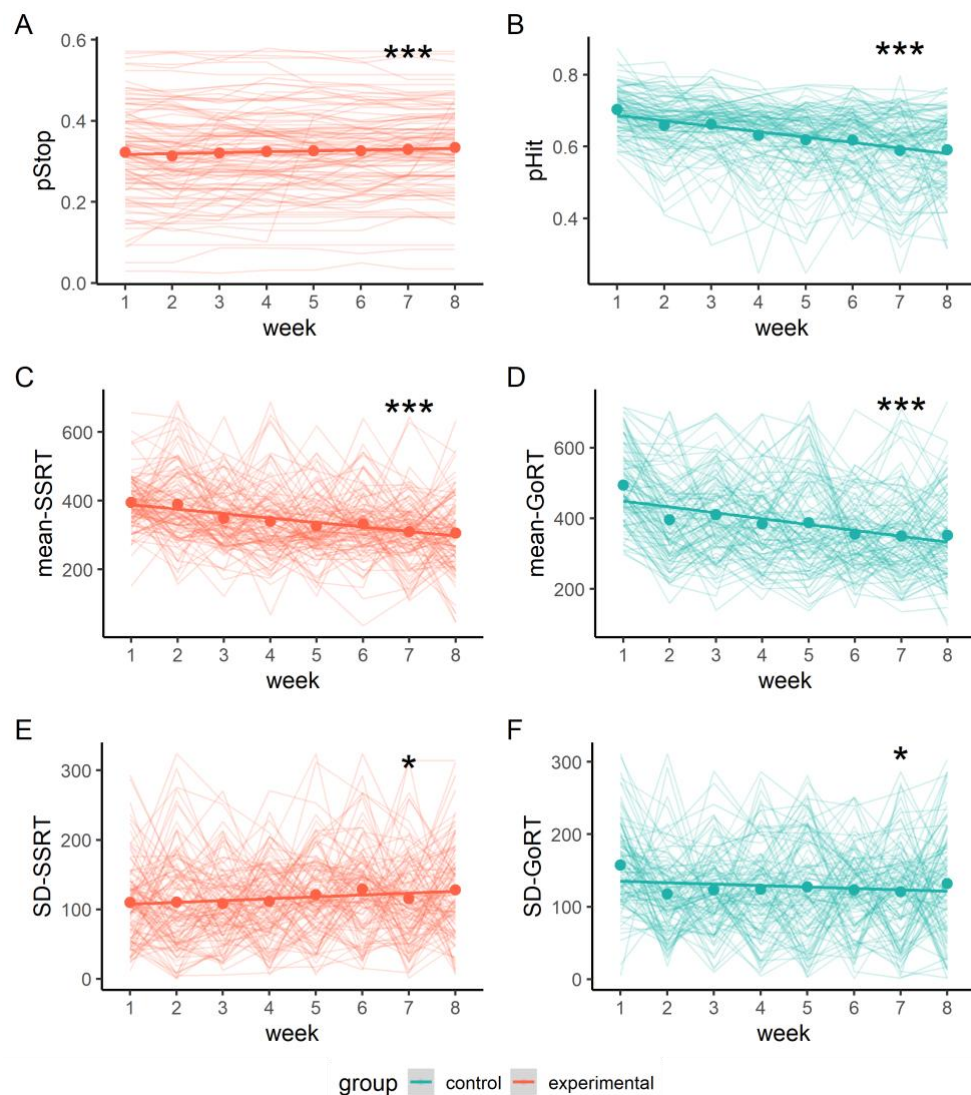 A
***
pStop
0.6
0.4
0.2
0.0
1 2 3 4 5 6 7 8
week
B
***
pHit
0.8
0.6
0.4
1 2 3 4 5 6 7 8
week
C
***
mean-SSRT
600
400
200
1 2 3 4 5 6 7 8
week
D
***
mean-GoRT
600
400
200
1 2 3 4 5 6 7 8
week
E
*
SD-SSRT
300
200
100
0
1 2 3 4 5 6 7 8
week
F
*
SD-GoRT
300
200
100
0
1 2 3 4 5 6 7 8
week
group control experimental